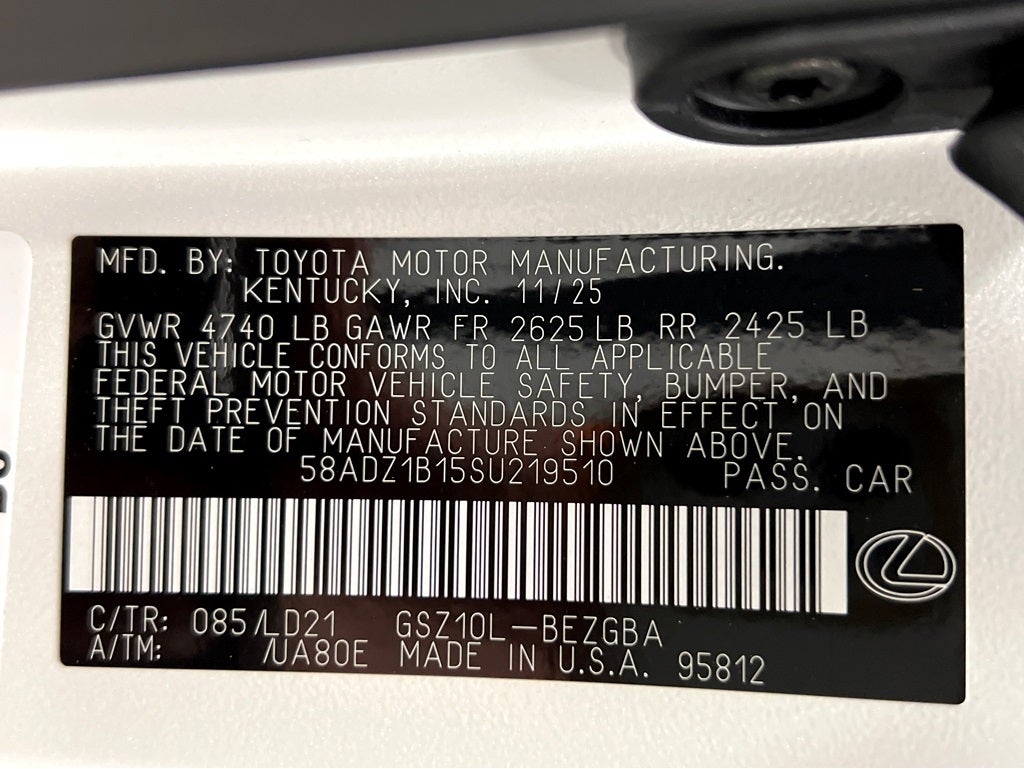 MFD. BY: TOYOTA MOTOR MANUFACTURING.
KENTUCKY, INC. 11/25
GVWR 4740 LB GAWR FR 2625 LB RR 2425 LB
THIS VEHICLE CONFORMS TO ALL APPLICABLE
FEDERAL MOTOR VEHICLE SAFETY, BUMPER, AND
THEFT PREVENTION STANDARDS IN EFFECT ON
THE DATE OF MANUFACTURE SHOWN ABOVE.
58ADZ1B15SU219510 PASS. CAR
C/TR: 085/LD21 GSZ10L-BEZGBA
A/TM: /UA80E MADE IN U.S.A. 95812